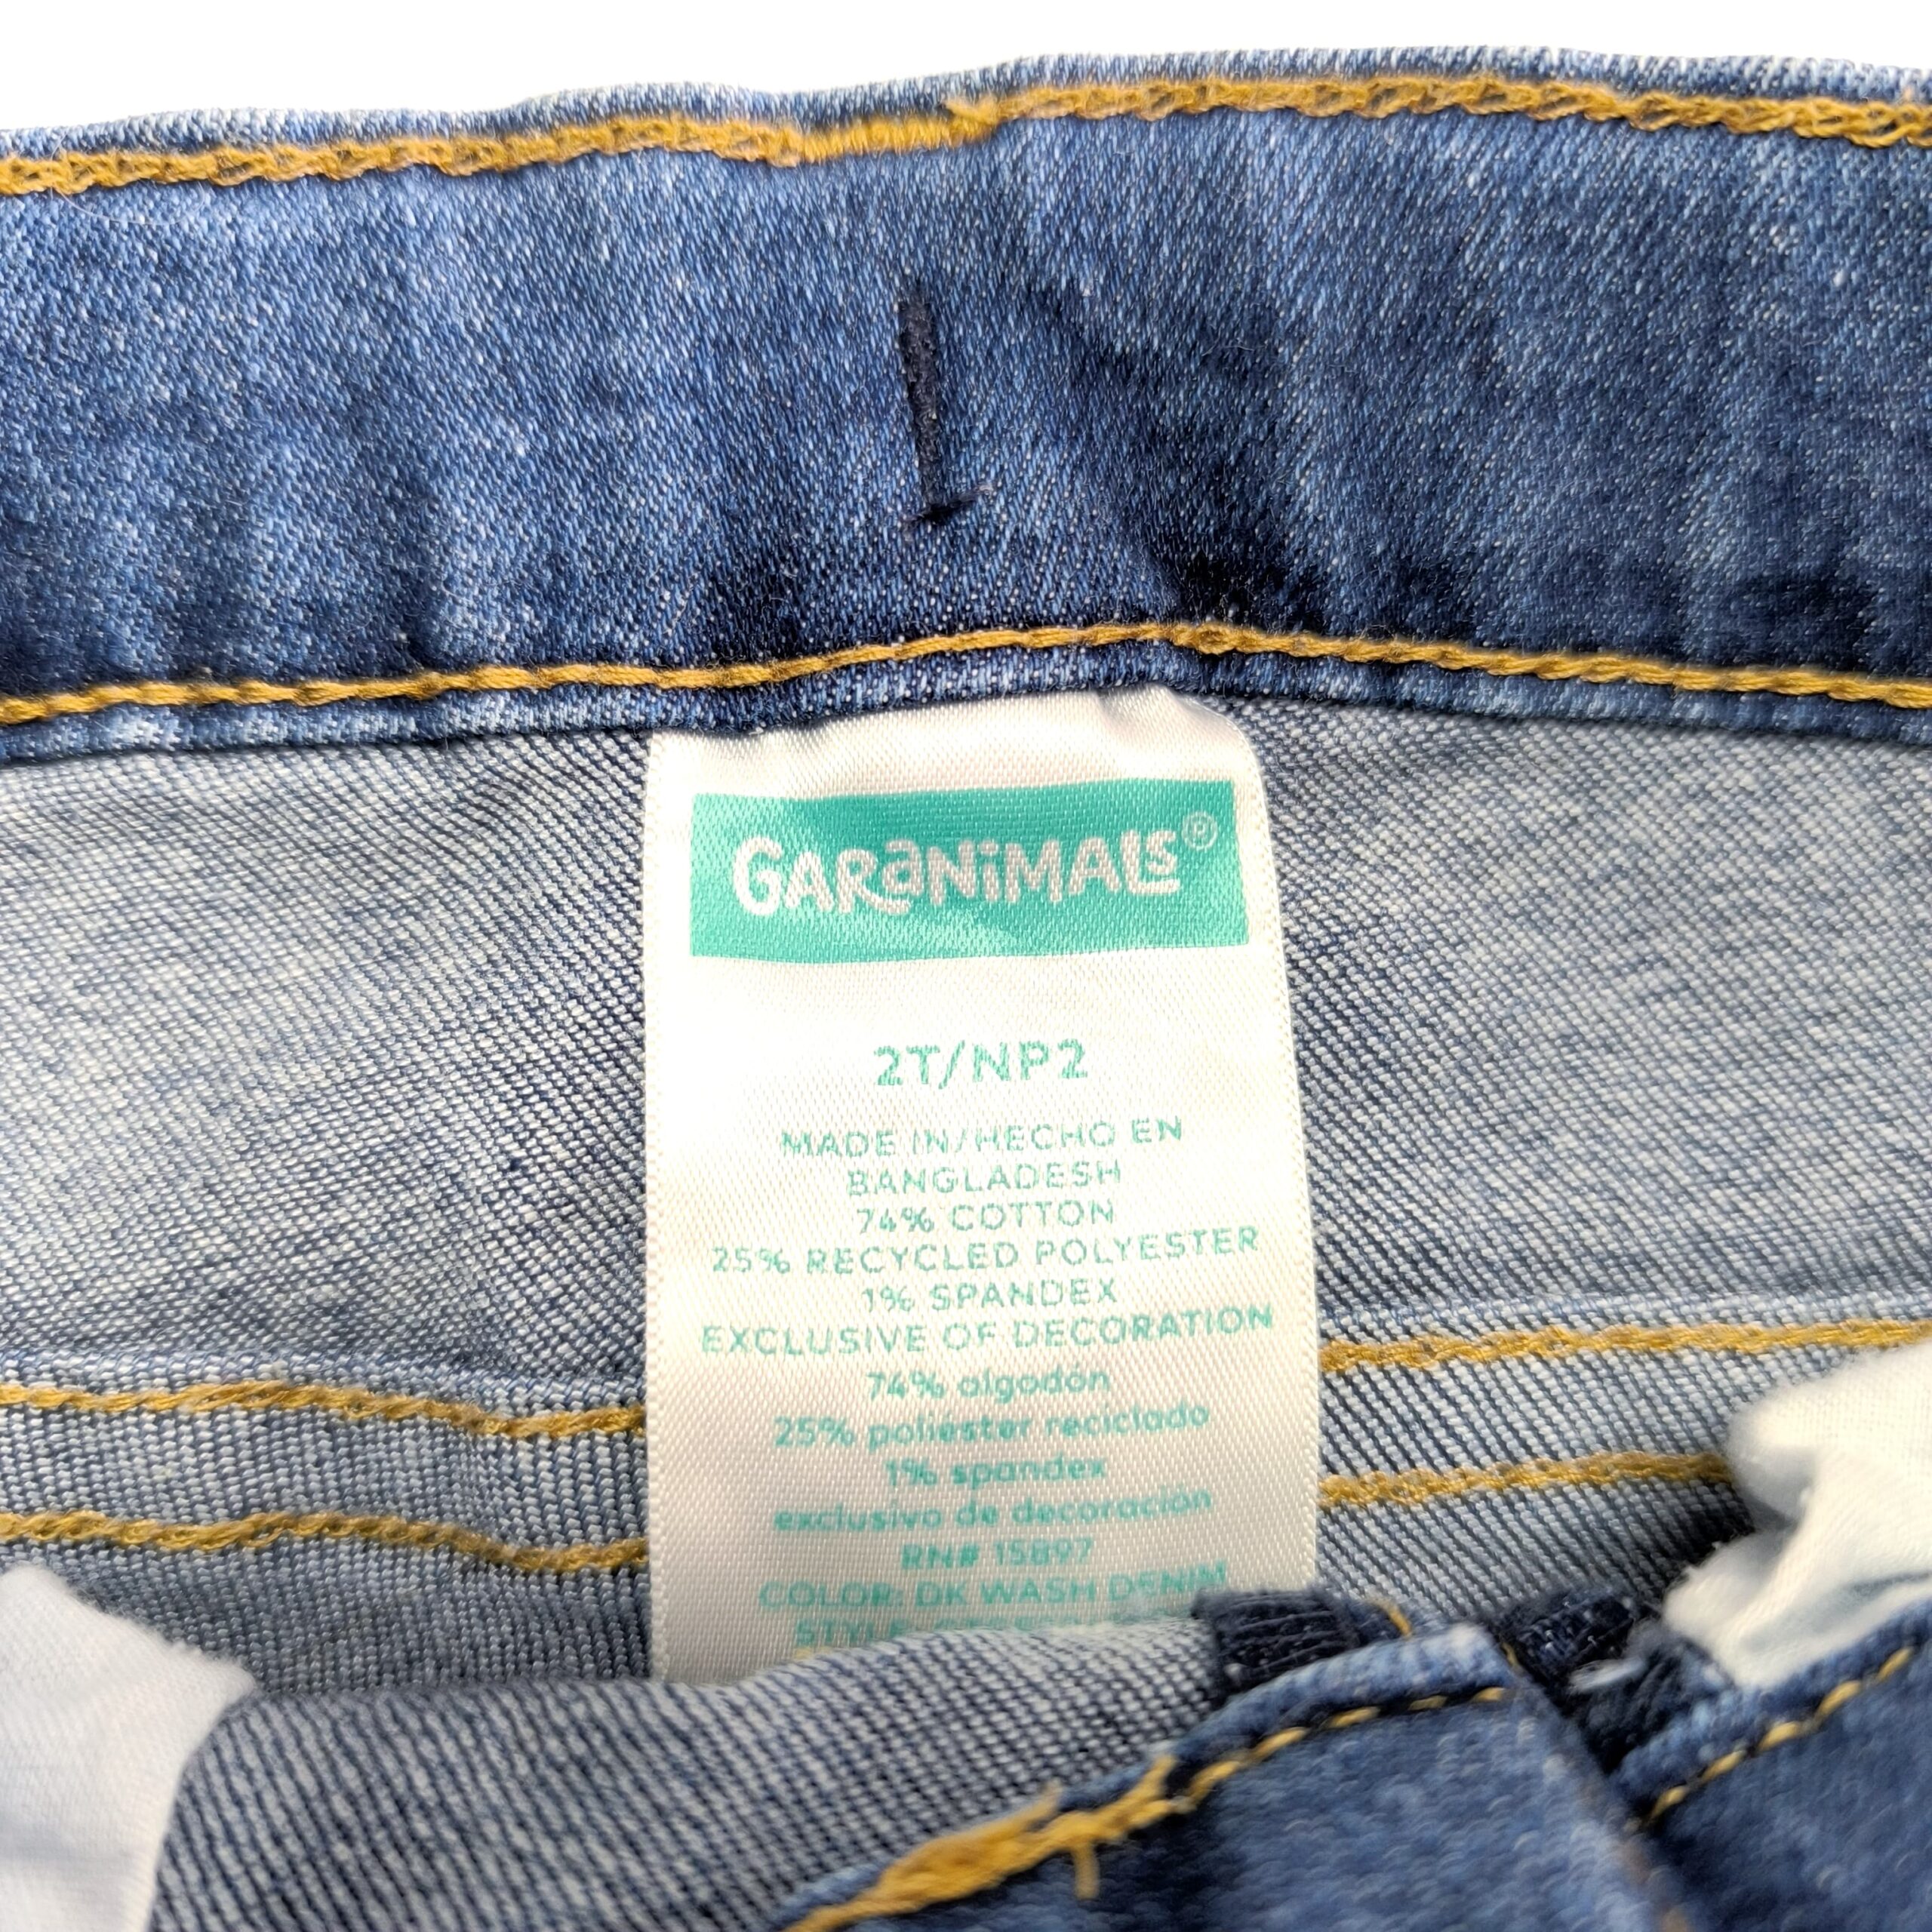 GARaNiMALS®
2T/NP2
MADE IN/HECHO EN
BANGLADESH
74% COTTON
25% RECYCLED POLYESTER
1% SPANDEX
EXCLUSIVE OF DECORATION
74% algodón
25% poliéster reciclado
1% spandex
exclusivo de decoración
RN# 15897
COLOR: DK WASH DENIM
STYLE: